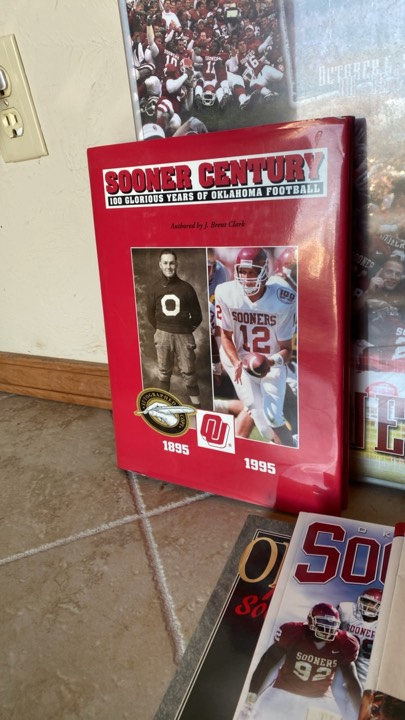 OCTOBER
SOONER CENTURY
100 GLORIOUS YEARS OF OKLAHOMA FOOTBALL
Authored by J. Brent Clark
O
SOONERS
12
OU
1895
1995
SOO
SOONERS
92